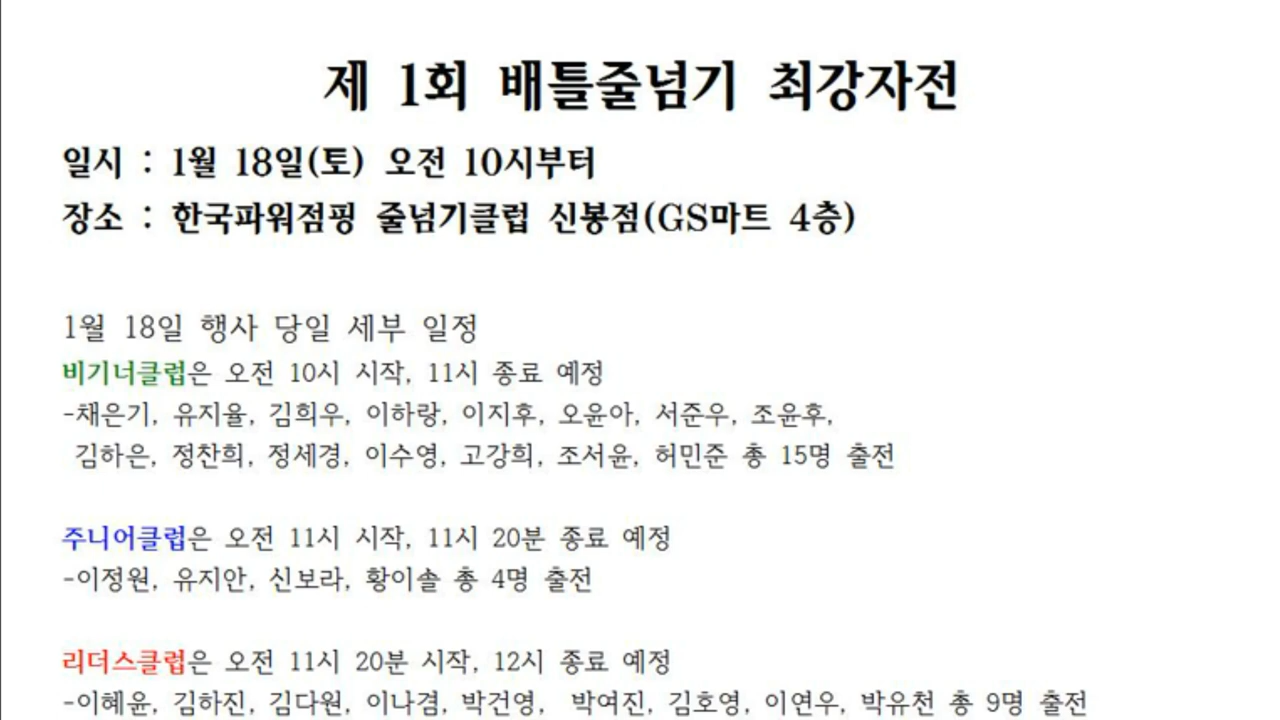 제 1회 배틀줄넘기 최강자전
일시 : 1월 18일(토) 오전 10시부터
장소 : 한국파워점핑 줄넘기클럽 신봉점(GS마트 4층)
1월 18일 행사 당일 세부 일정
비기너클럽은 오전 10시 시작, 11시 종료 예정
-채은기, 유지율, 김희우, 이하랑, 이지후, 오윤아, 서준우, 조윤후,
김하은, 정찬희, 정세경, 이수영, 고강희, 조서윤, 허민준 총 15명 출전
주니어클럽은 오전 11시 시작, 11시 20분 종료 예정
-이정원, 유지안, 신보라, 황이솔 총 4명 출전
리더스클럽은 오전 11시 20분 시작, 12시 종료 예정
-이혜윤, 김하진, 김다원, 이나겸, 박건영, 박여진, 김호영, 이연우, 박유천 총 9명 출전